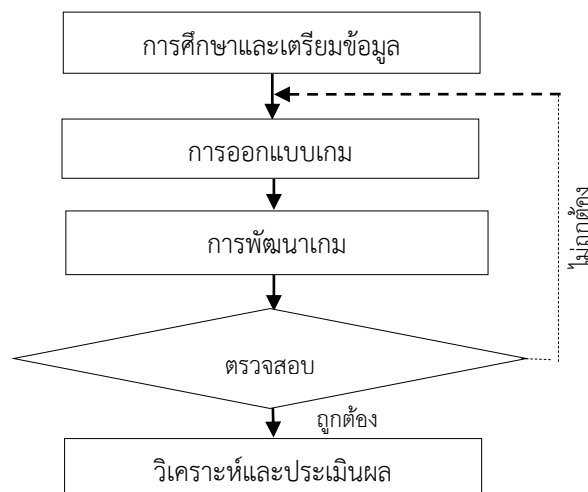 การศึกษาและเตรียมข้อมูล
การออกแบบเกม
การพัฒนาเกม
ไม่ถูกต้อง
ตรวจสอบ
ถูกต้อง
วิเคราะห์และประเมินผล